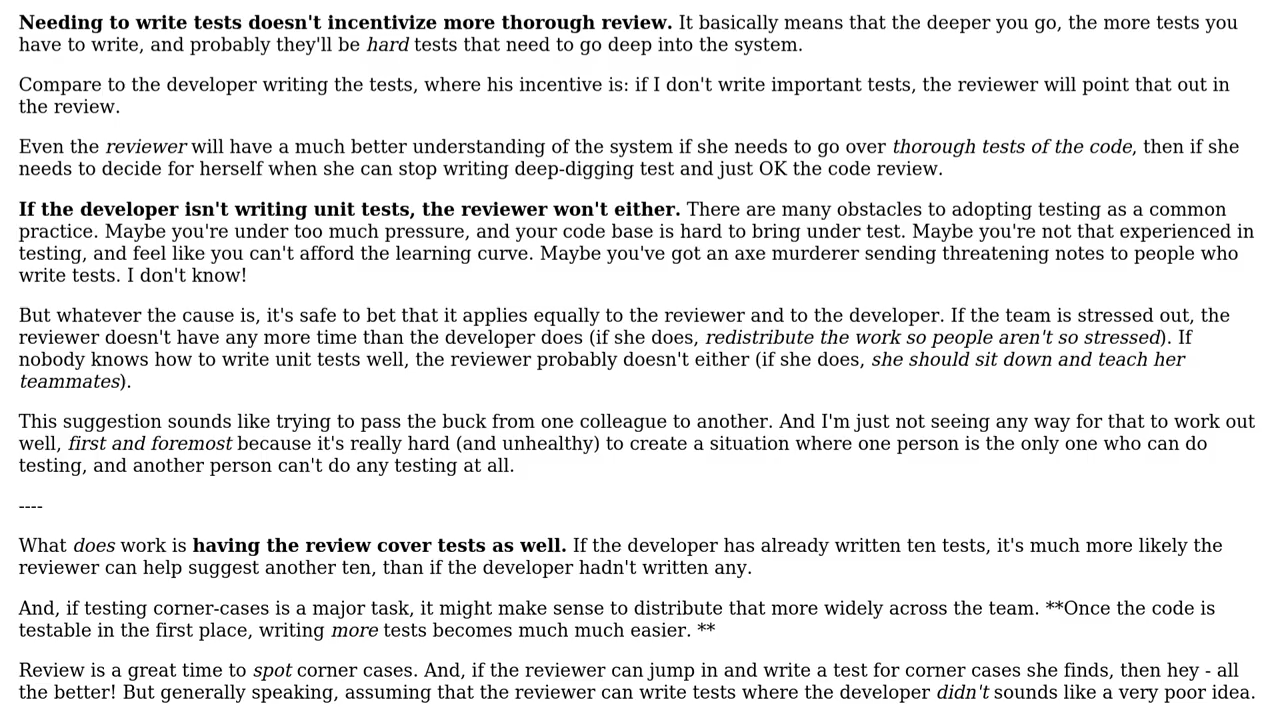 Needing to write tests doesn't incentivize more thorough review. It basically means that the deeper you go, the more tests you
have to write, and probably they'll be hard tests that need to go deep into the system.
Compare to the developer writing the tests, where his incentive is: if I don't write important tests, the reviewer will point that out in
the review.
Even the reviewer will have a much better understanding of the system if she needs to go over thorough tests of the code, then if she
needs to decide for herself when she can stop writing deep-digging test and just OK the code review.
If the developer isn't writing unit tests, the reviewer won't either. There are many obstacles to adopting testing as a common
practice. Maybe you're under too much pressure, and your code base is hard to bring under test. Maybe you're not that experienced in
testing, and feel like you can't afford the learning curve. Maybe you've got an axe murderer sending threatening notes to people who
write tests. I don't know!
But whatever the cause is, it's safe to bet that it applies equally to the reviewer and to the developer. If the team is stressed out, the
reviewer doesn't have any more time than the developer does (if she does, redistribute the work so people aren't so stressed). If
nobody knows how to write unit tests well, the reviewer probably doesn't either (if she does, she should sit down and teach her
teammates).
This suggestion sounds like trying to pass the buck from one colleague to another. And I'm just not seeing any way for that to work out
well, first and foremost because it's really hard (and unhealthy) to create a situation where one person is the only one who can do
testing, and another person can't do any testing at all.
----
What does work is having the review cover tests as well. If the developer has already written ten tests, it's much more likely the
reviewer can help suggest another ten, than if the developer hadn't written any.
And, if testing corner-cases is a major task, it might make sense to distribute that more widely across the team. **Once the code is
testable in the first place, writing more tests becomes much much easier. **
Review is a great time to spot corner cases. And, if the reviewer can jump in and write a test for corner cases she finds, then hey - all
the better! But generally speaking, assuming that the reviewer can write tests where the developer didn't sounds like a very poor idea.